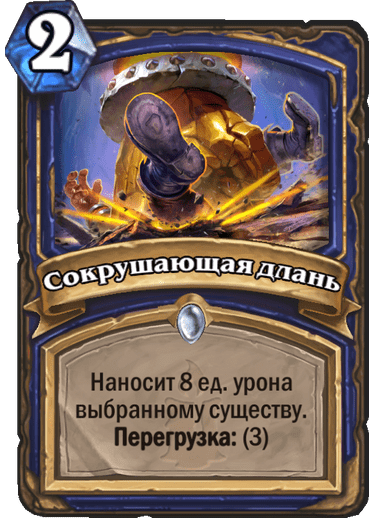 2
Сокрушающая длань
Наносит 8 ед. урона
выбранному существу.
Перегрузка: (3)